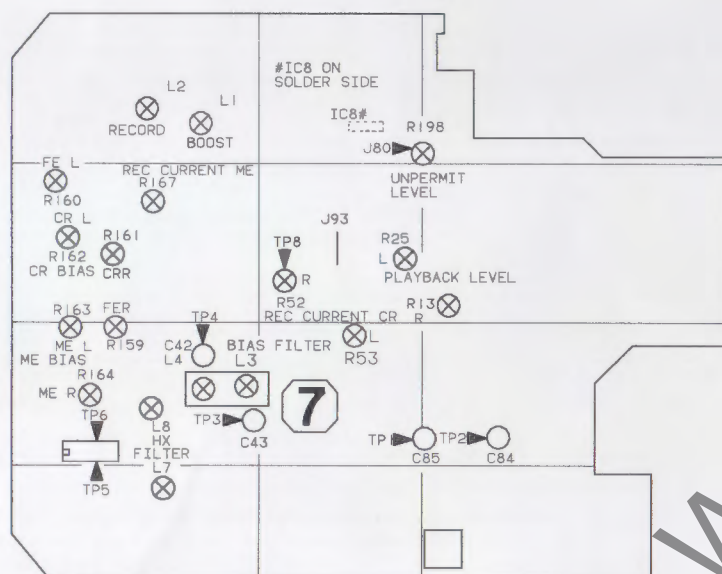 #IC8 ON
SOLDER SIDE
L2
L1
RECORD
BOOST
IC8#
R198
J80
UNPERMIT
LEVEL
FE L
R160
REC CURRENT ME
R167
CR L
R162
CR BIAS
R161
CRR
J93
TP8
R
R52
R25
L
PLAYBACK LEVEL
R13
R
REC CURRENT CR
L
R53
R163
FER
ME L
ME BIAS
R159
TP4
C42
L4
BIAS FILTER
L3
R164
ME R
TP6
TP3
C43
7
L8
HX
FILTER
L7
TP5
TP1
C85
TP2
C84
W